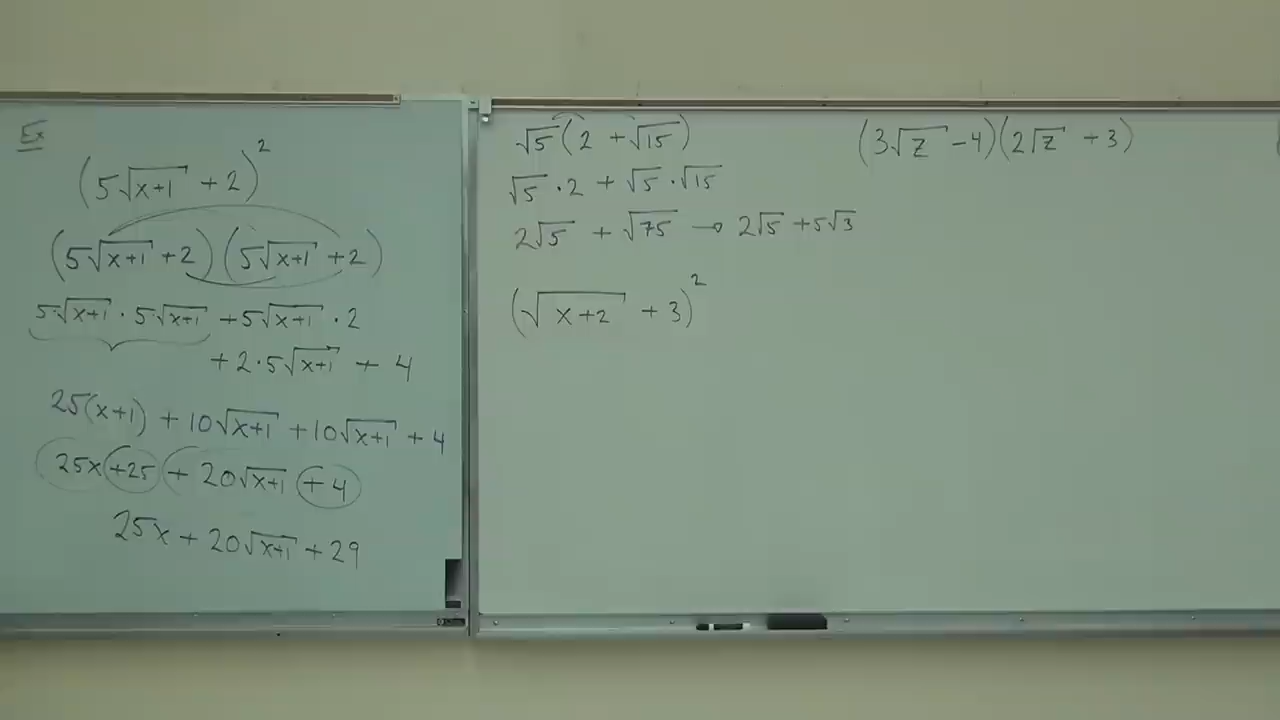 Ex
(5√(x+1) + 2)²
(5√(x+1) + 2)(5√(x+1) + 2)
5·√(x+1) · 5·√(x+1) + 5√(x+1) · 2
+ 2 · 5√(x+1) + 4
25(x+1) + 10√(x+1) + 10√(x+1) + 4
25x + 25 + 20√(x+1) + 4
25x + 20√(x+1) + 29
√5(2 + √15)
√5 · 2 + √5 · √15
2√5 + √75 → 2√5 + 5√3
(√(x+2) + 3)²
(3√z - 4)(2√z + 3)